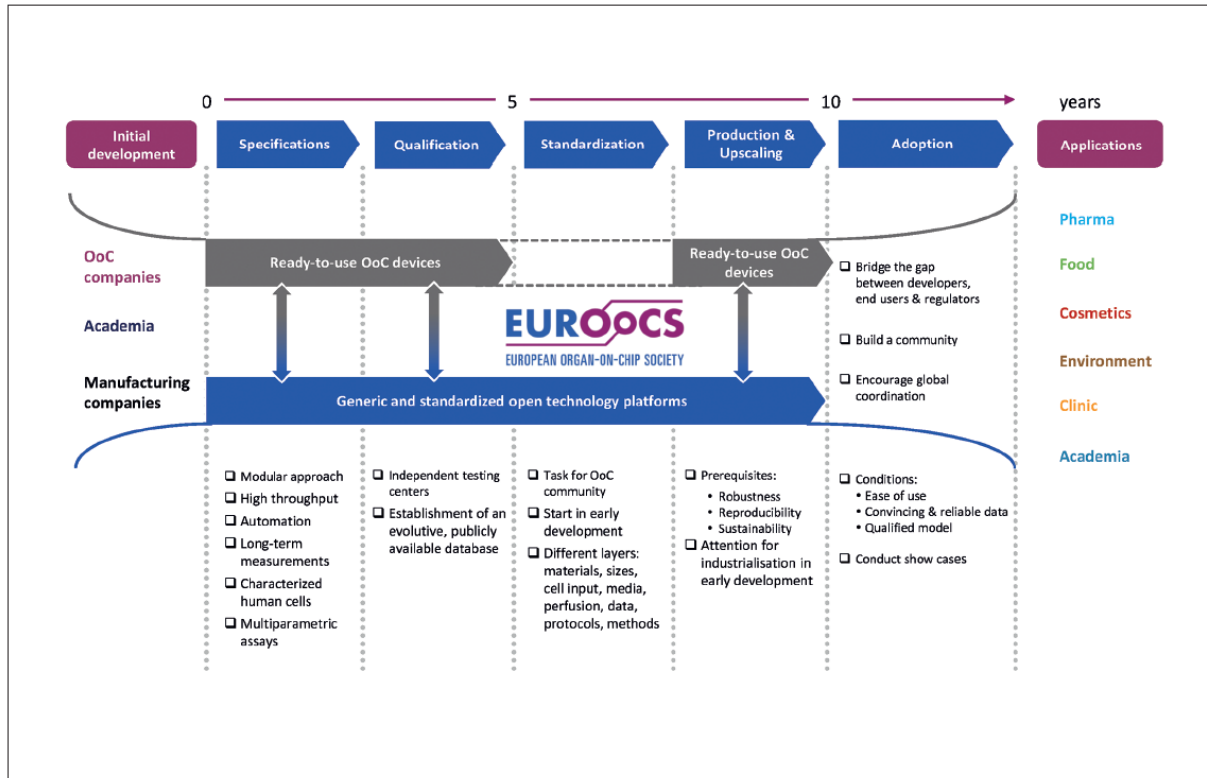 0 5 10 years
Initial
development
Specifications
Qualification
Standardization
Production &
Upscaling
Adoption
Applications
OoC
companies
Academia
Manufacturing
companies
Ready-to-use OoC devices
Ready-to-use OoC
devices
EUROoCS
EUROPEAN ORGAN-ON-CHIP SOCIETY
Generic and standardized open technology platforms
❑ Bridge the gap
between developers,
end users & regulators
❑ Build a community
❑ Encourage global
coordination
Pharma
Food
Cosmetics
Environment
Clinic
Academia
❑ Modular approach
❑ High throughput
❑ Automation
❑ Long-term
measurements
❑ Characterized
human cells
❑ Multiparametric
assays
❑ Independent testing
centers
❑ Establishment of an
evolutive, publicly
available database
❑ Task for OoC
community
❑ Start in early
development
❑ Different layers:
materials, sizes,
cell input, media,
perfusion, data,
protocols, methods
❑ Prerequisites:
• Robustness
• Reproducibility
• Sustainability
❑ Attention for
industrialisation in
early development
❑ Conditions:
• Ease of use
• Convincing & reliable data
• Qualified model
❑ Conduct show cases